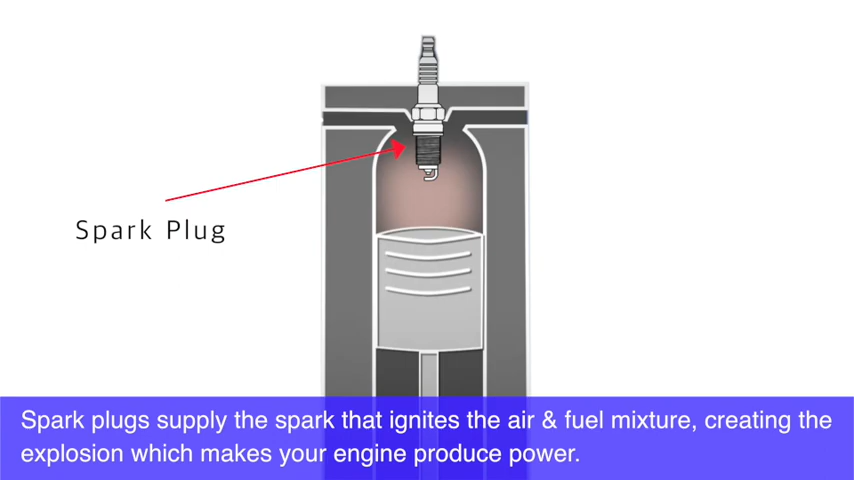 Spark Plug
Spark plugs supply the spark that ignites the air & fuel mixture, creating the
explosion which makes your engine produce power.